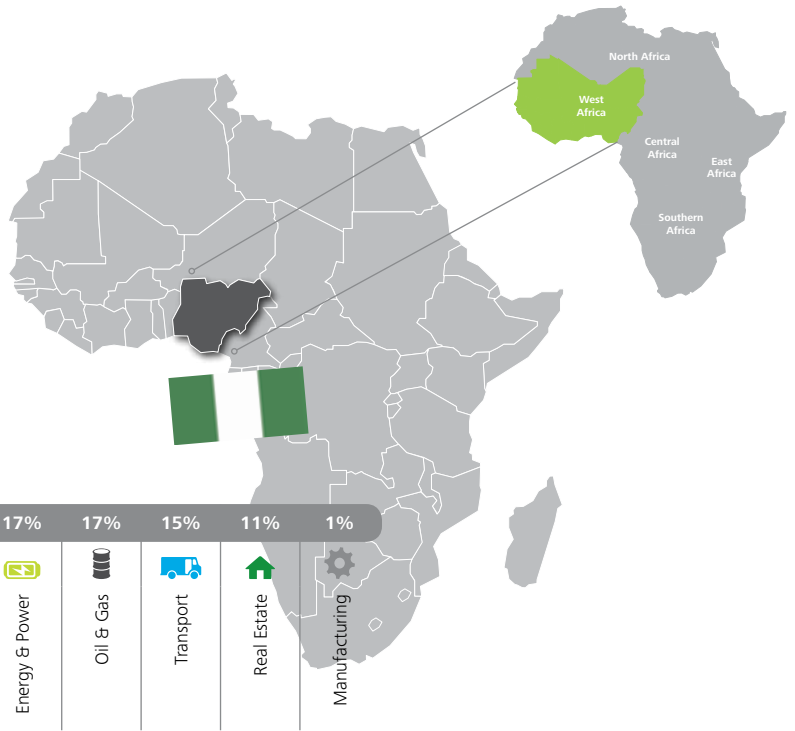 North Africa
West
Africa
Central
Africa
East
Africa
Southern
Africa
17% 17% 15% 11% 1%
Energy & Power
Oil & Gas
Transport
Real Estate
Manufacturing